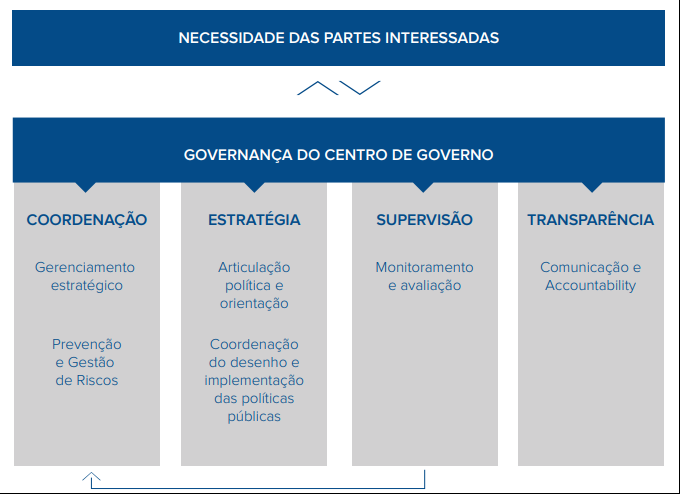 NECESSIDADE DAS PARTES INTERESSADAS
GOVERNANÇA DO CENTRO DE GOVERNO
COORDENAÇÃO
Gerenciamento
estratégico
Prevenção
e Gestão
de Riscos
ESTRATÉGIA
Articulação
política e
orientação
Coordenação
do desenho e
implementação
das políticas
públicas
SUPERVISÃO
Monitoramento
e avaliação
TRANSPARÊNCIA
Comunicação e
Accountability